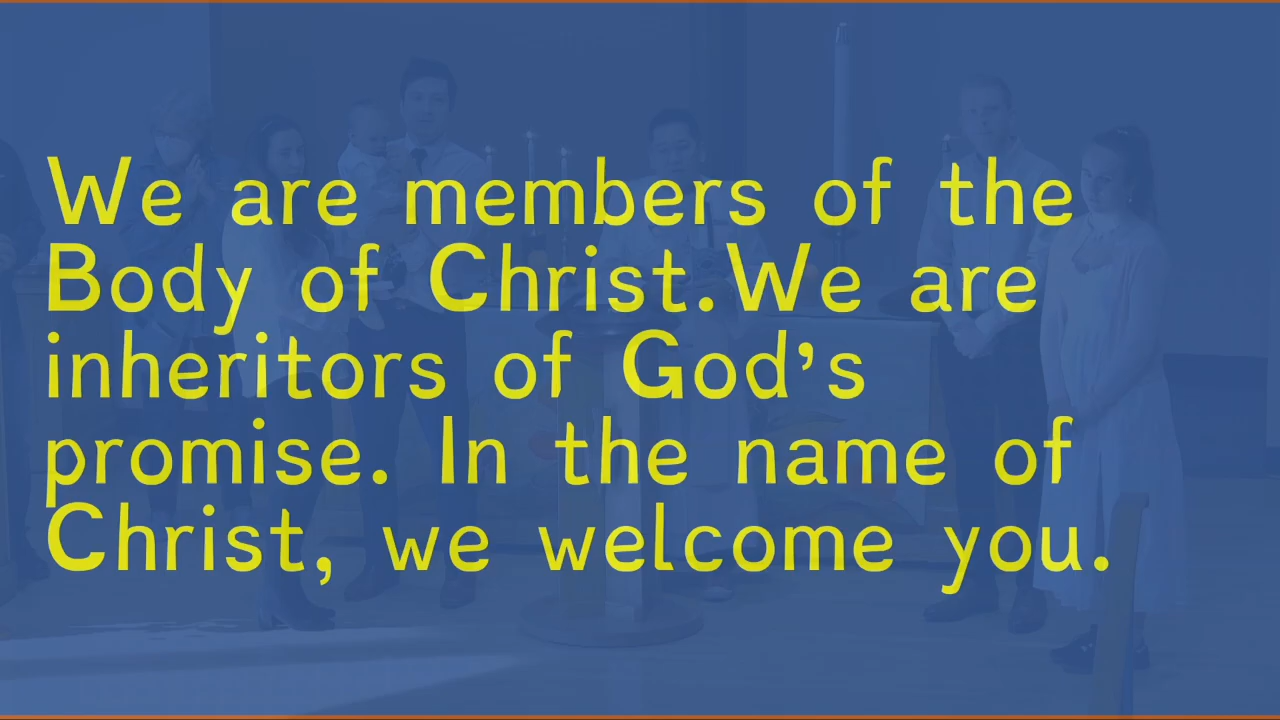 We are members of the
Body of Christ.We are
inheritors of God’s
promise. In the name of
Christ, we welcome you.